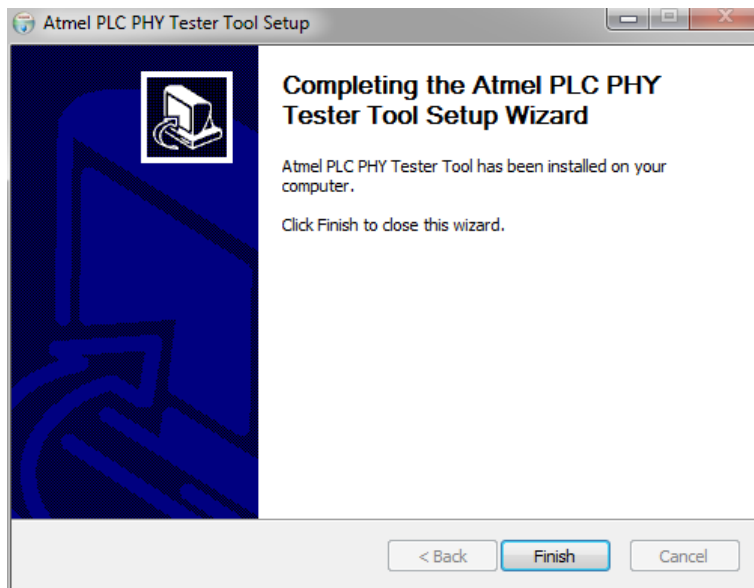 Atmel PLC PHY Tester Tool Setup
Completing the Atmel PLC PHY
Tester Tool Setup Wizard
Atmel PLC PHY Tester Tool has been installed on your
computer.
Click Finish to close this wizard.
< Back Finish Cancel